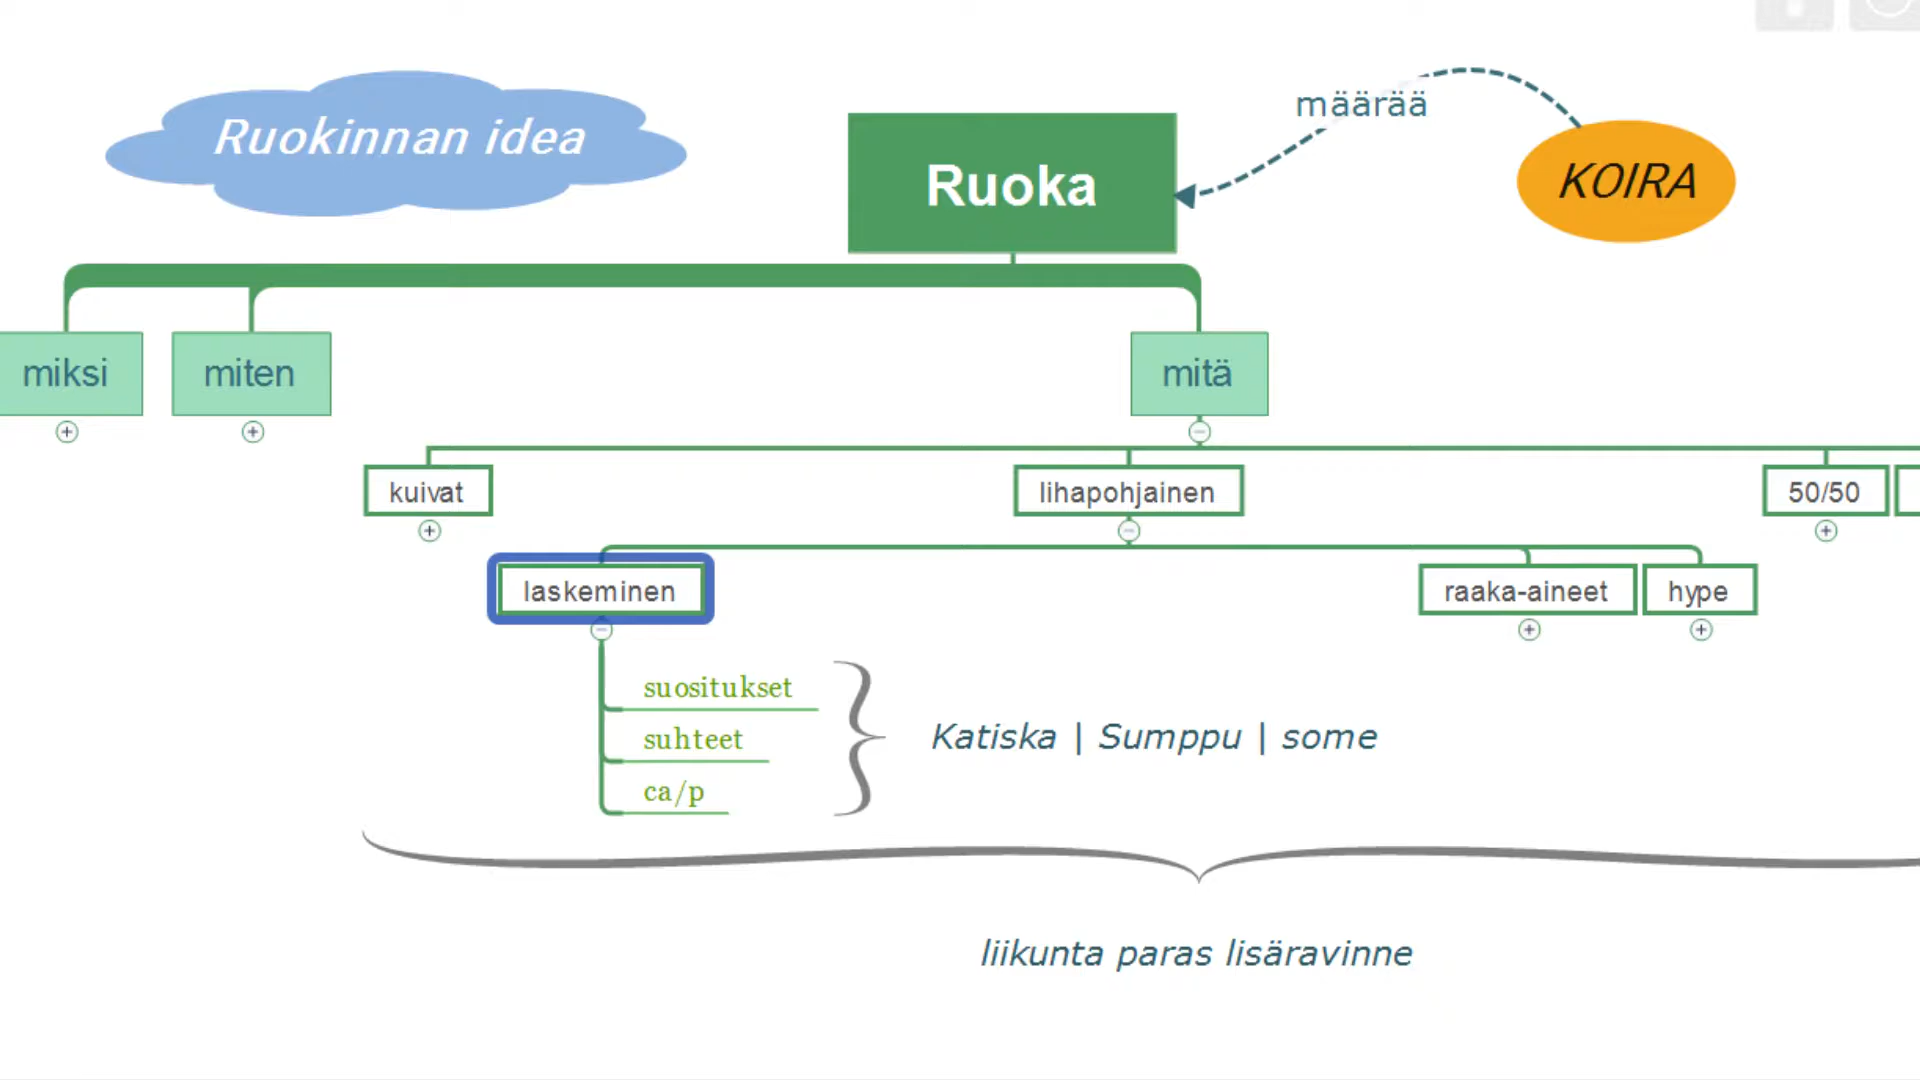 Ruokinnan idea
määrää
KOIRA
Ruoka
miksi
miten
mitä
kuivat
lihapohjainen
50/50
laskeminen
raaka-aineet
hype
suositukset
suhteet
ca/p
Katiska | Sumppu | some
liikunta paras lisäravinne